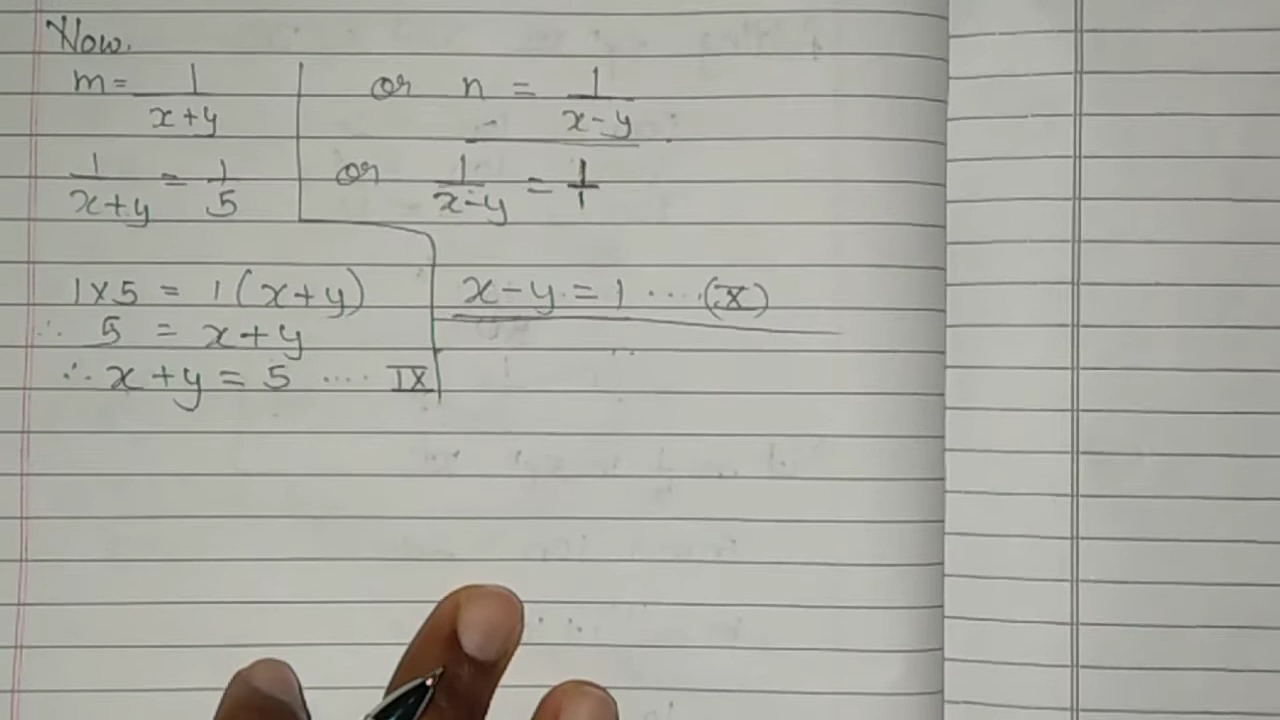 Now,
m = 1/(x+y) or n = 1/(x-y)
1/(x+y) = 1/5 or 1/(x-y) = 1/1
1×5 = 1(x+y)
∴ 5 = x+y
∴ x+y = 5 .... IX
x-y = 1 .... (X)